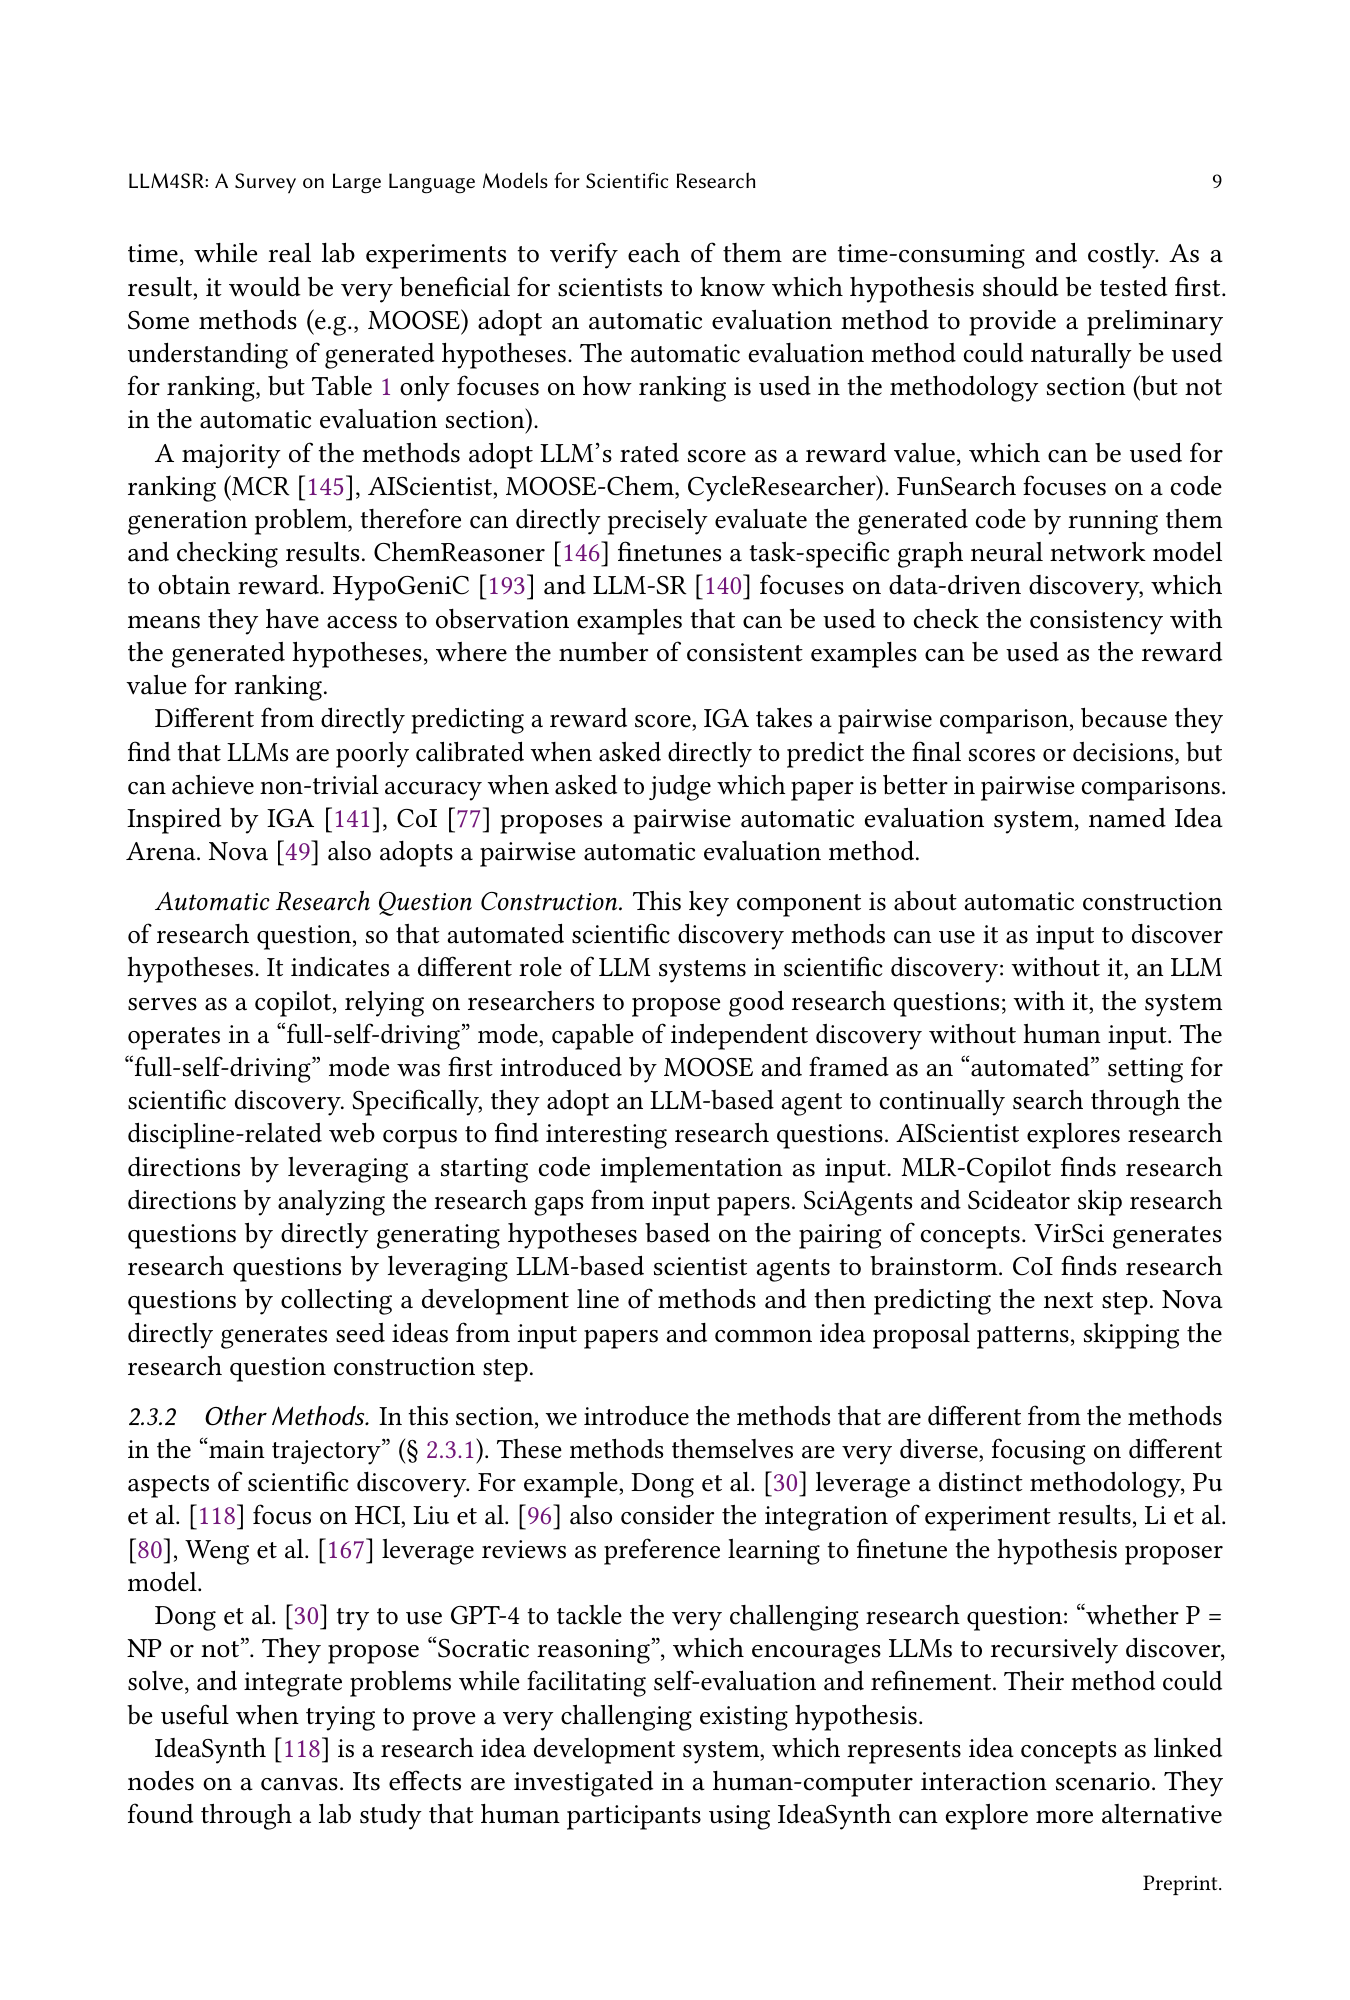 LLM4SR: A Survey on Large Language Models for Scientific Research 9
time, while real lab experiments to verify each of them are time-consuming and costly. As a
result, it would be very beneficial for scientists to know which hypothesis should be tested first.
Some methods (e.g., MOOSE) adopt an automatic evaluation method to provide a preliminary
understanding of generated hypotheses. The automatic evaluation method could naturally be used
for ranking, but Table 1 only focuses on how ranking is used in the methodology section (but not
in the automatic evaluation section).
A majority of the methods adopt LLM’s rated score as a reward value, which can be used for
ranking (MCR [145], AIScientist, MOOSE-Chem, CycleResearcher). FunSearch focuses on a code
generation problem, therefore can directly precisely evaluate the generated code by running them
and checking results. ChemReasoner [146] finetunes a task-specific graph neural network model
to obtain reward. HypoGeniC [193] and LLM-SR [140] focuses on data-driven discovery, which
means they have access to observation examples that can be used to check the consistency with
the generated hypotheses, where the number of consistent examples can be used as the reward
value for ranking.
Different from directly predicting a reward score, IGA takes a pairwise comparison, because they
find that LLMs are poorly calibrated when asked directly to predict the final scores or decisions, but
can achieve non-trivial accuracy when asked to judge which paper is better in pairwise comparisons.
Inspired by IGA [141], CoI [77] proposes a pairwise automatic evaluation system, named Idea
Arena. Nova [49] also adopts a pairwise automatic evaluation method.
Automatic Research Question Construction. This key component is about automatic construction
of research question, so that automated scientific discovery methods can use it as input to discover
hypotheses. It indicates a different role of LLM systems in scientific discovery: without it, an LLM
serves as a copilot, relying on researchers to propose good research questions; with it, the system
operates in a “full-self-driving” mode, capable of independent discovery without human input. The
“full-self-driving” mode was first introduced by MOOSE and framed as an “automated” setting for
scientific discovery. Specifically, they adopt an LLM-based agent to continually search through the
discipline-related web corpus to find interesting research questions. AIScientist explores research
directions by leveraging a starting code implementation as input. MLR-Copilot finds research
directions by analyzing the research gaps from input papers. SciAgents and Scideator skip research
questions by directly generating hypotheses based on the pairing of concepts. VirSci generates
research questions by leveraging LLM-based scientist agents to brainstorm. CoI finds research
questions by collecting a development line of methods and then predicting the next step. Nova
directly generates seed ideas from input papers and common idea proposal patterns, skipping the
research question construction step.
2.3.2 Other Methods. In this section, we introduce the methods that are different from the methods
in the “main trajectory” (§ 2.3.1). These methods themselves are very diverse, focusing on different
aspects of scientific discovery. For example, Dong et al. [30] leverage a distinct methodology, Pu
et al. [118] focus on HCI, Liu et al. [96] also consider the integration of experiment results, Li et al.
[80], Weng et al. [167] leverage reviews as preference learning to finetune the hypothesis proposer
model.
Dong et al. [30] try to use GPT-4 to tackle the very challenging research question: “whether P =
NP or not”. They propose “Socratic reasoning”, which encourages LLMs to recursively discover,
solve, and integrate problems while facilitating self-evaluation and refinement. Their method could
be useful when trying to prove a very challenging existing hypothesis.
IdeaSynth [118] is a research idea development system, which represents idea concepts as linked
nodes on a canvas. Its effects are investigated in a human-computer interaction scenario. They
found through a lab study that human participants using IdeaSynth can explore more alternative
Preprint.